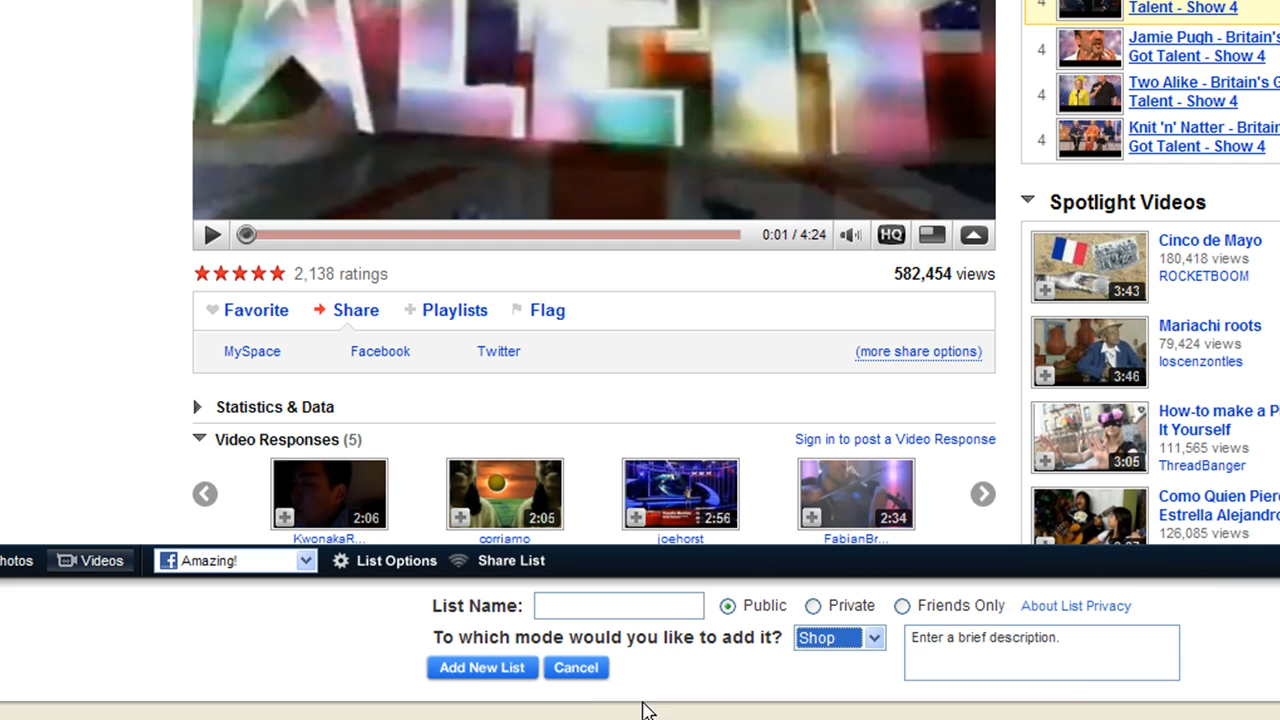 TALENT
0:01 / 4:24
HQ
2,138 ratings
582,454 views
Favorite
Share
Playlists
Flag
MySpace
Facebook
Twitter
(more share options)
Statistics & Data
Video Responses (5)
Sign in to post a Video Response
2:06
2:05
2:56
2:34
KwonakaR...
corriamo
joehorst
FabianBr...
4
Talent - Show 4
4
Jamie Pugh - Britain's
Got Talent - Show 4
4
Two Alike - Britain's G
Talent - Show 4
4
Knit 'n' Natter - Britain
Got Talent - Show 4
Spotlight Videos
3:43
Cinco de Mayo
180,418 views
ROCKETBOOM
3:46
Mariachi roots
79,424 views
loscenzontles
3:05
How-to make a P
It Yourself
111,565 views
ThreadBanger
Como Quien Pier
Estrella Alejandro
126,085 views
hotos
Videos
Amazing!
List Options
Share List
List Name:
Public
Private
Friends Only
About List Privacy
To which mode would you like to add it?
Shop
Enter a brief description.
Add New List
Cancel